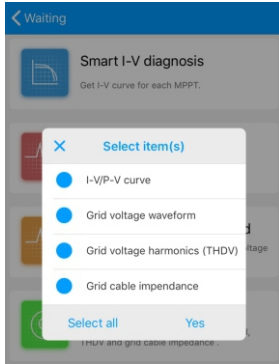 Waiting
Smart I-V diagnosis
Get I-V curve for each MPPT.
Select item(s)
I-V/P-V curve
Grid voltage waveform
Grid voltage harmonics (THDV)
Grid cable impendance
Select all
Yes
THDV and grid cable impedance .